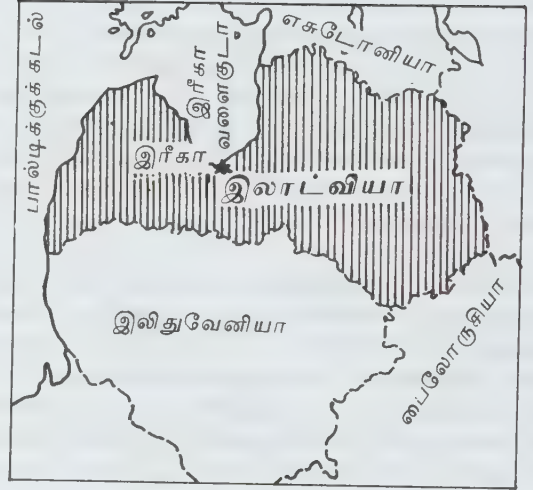 பால்டிக்குக்கடல்
இரீகா
வளைகுடா
எசுடோனியா
இரீகா
இலாட்வியா
இலிதுவேனியா
பைலோருசியா